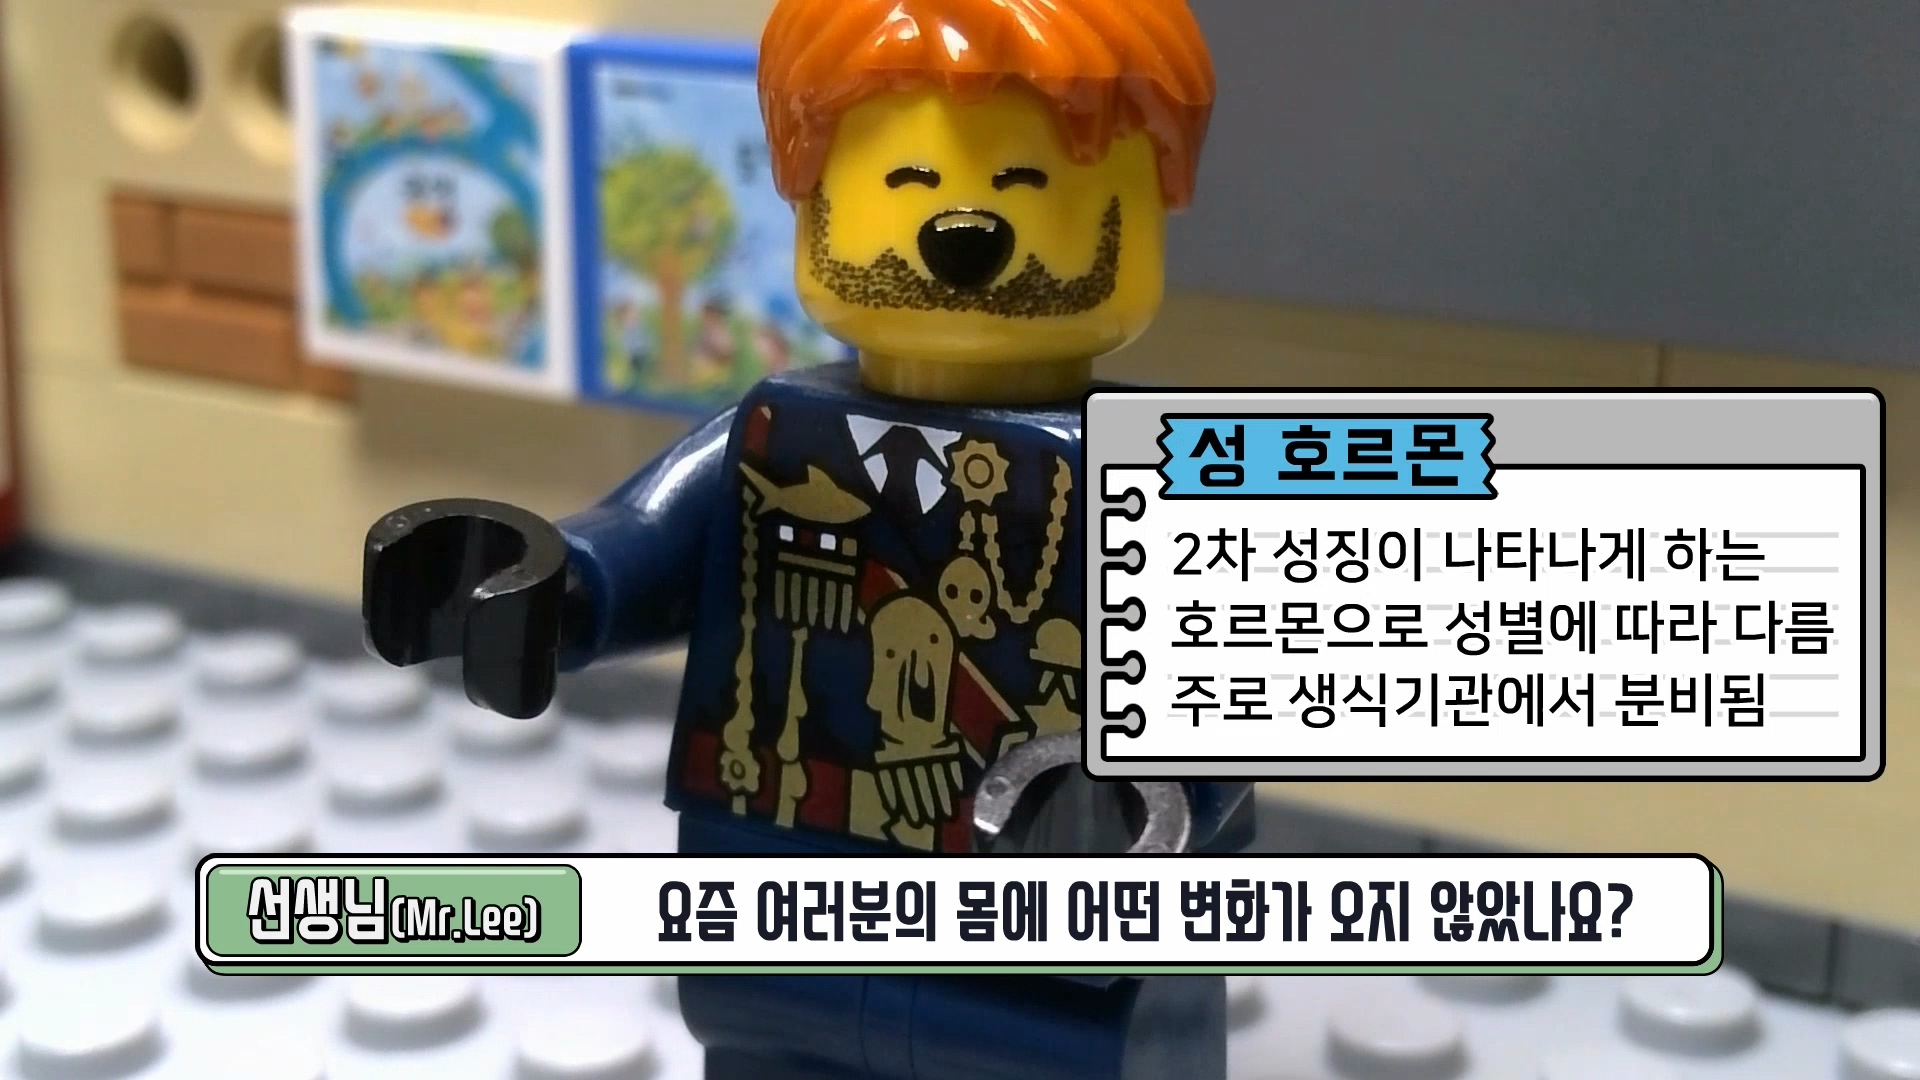 성 호르몬
2차 성징이 나타나게 하는
호르몬으로 성별에 따라 다름
주로 생식기관에서 분비됨
선생님(Mr.Lee) 요즘 여러분의 몸에 어떤 변화가 오지 않았나요?